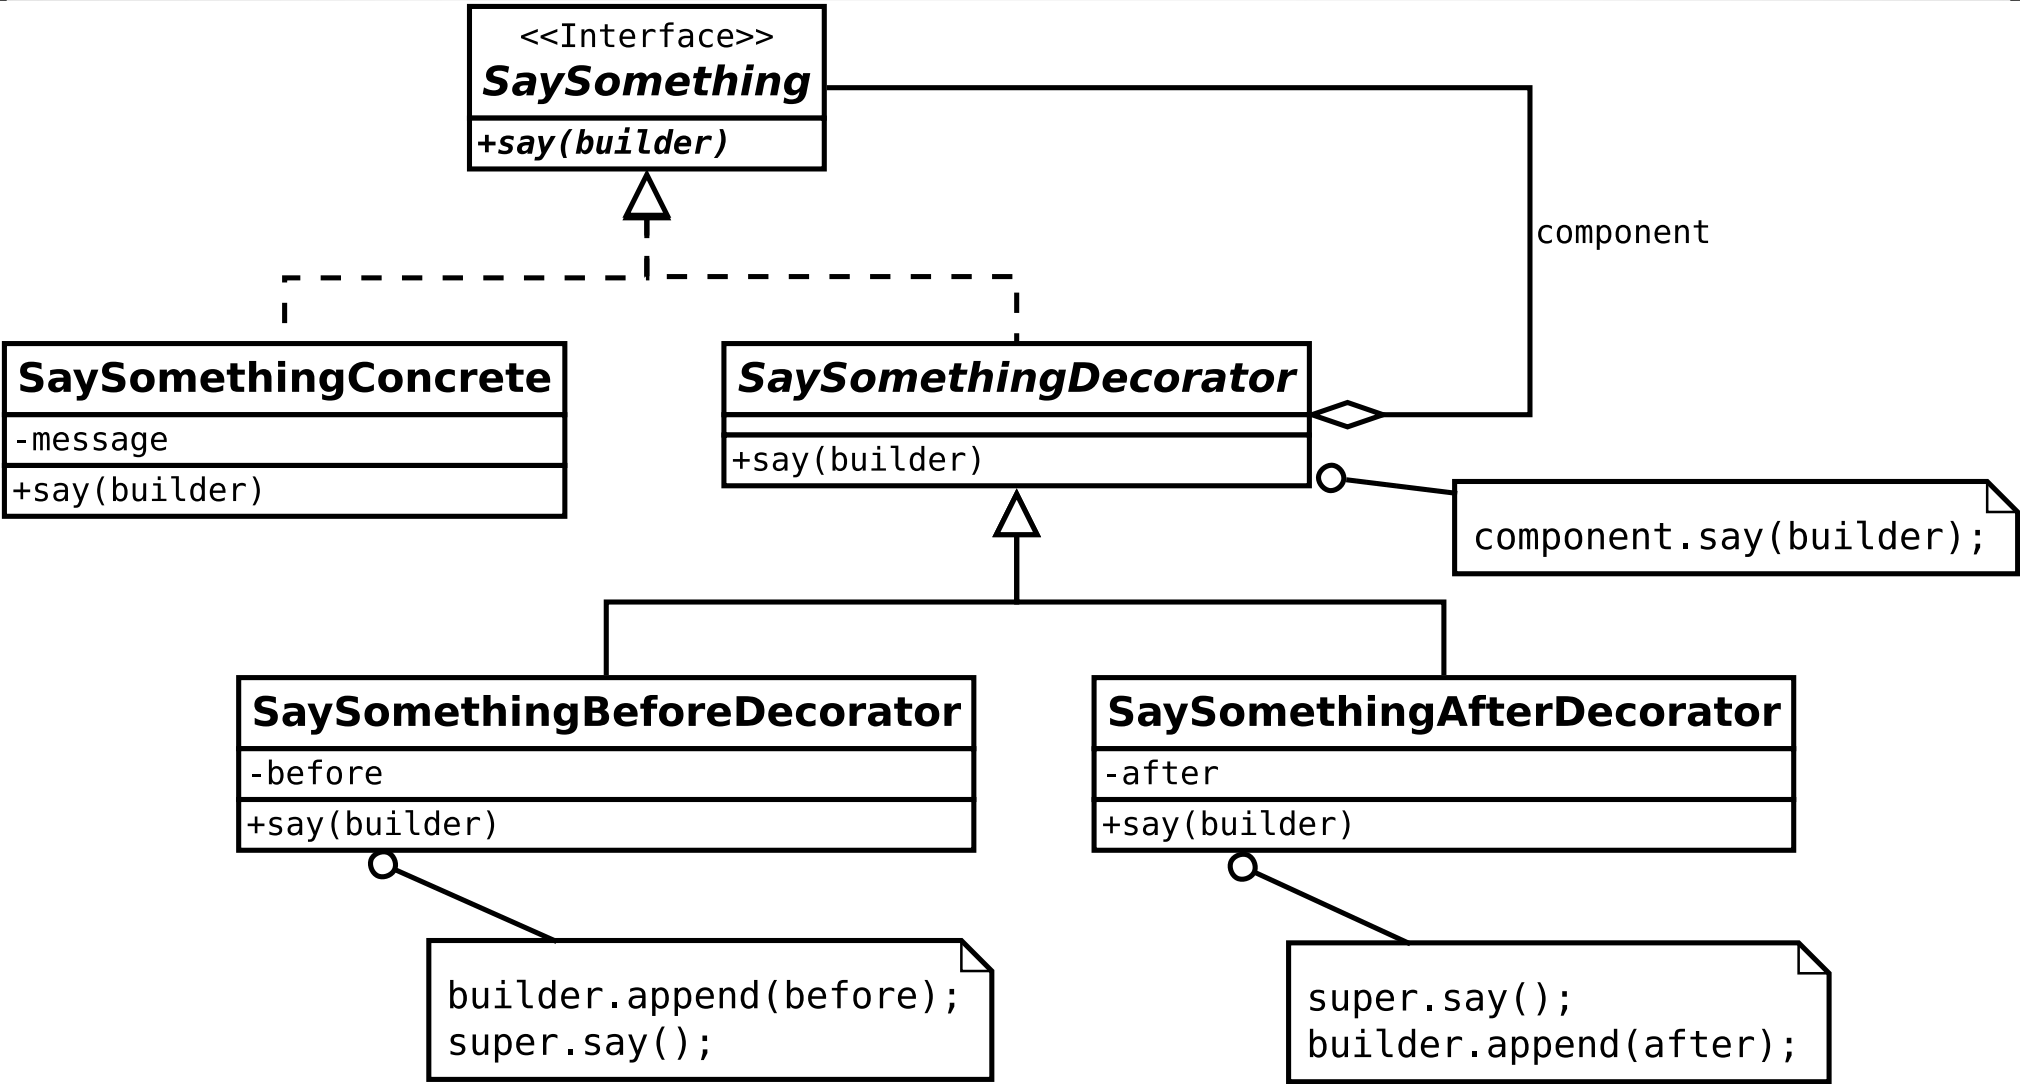 <<Interface>>
SaySomething
+say(builder)
component
SaySomethingConcrete
-message
+say(builder)
SaySomethingDecorator
+say(builder)
component.say(builder);
SaySomethingBeforeDecorator
-before
+say(builder)
SaySomethingAfterDecorator
-after
+say(builder)
builder.append(before);
super.say();
super.say();
builder.append(after);